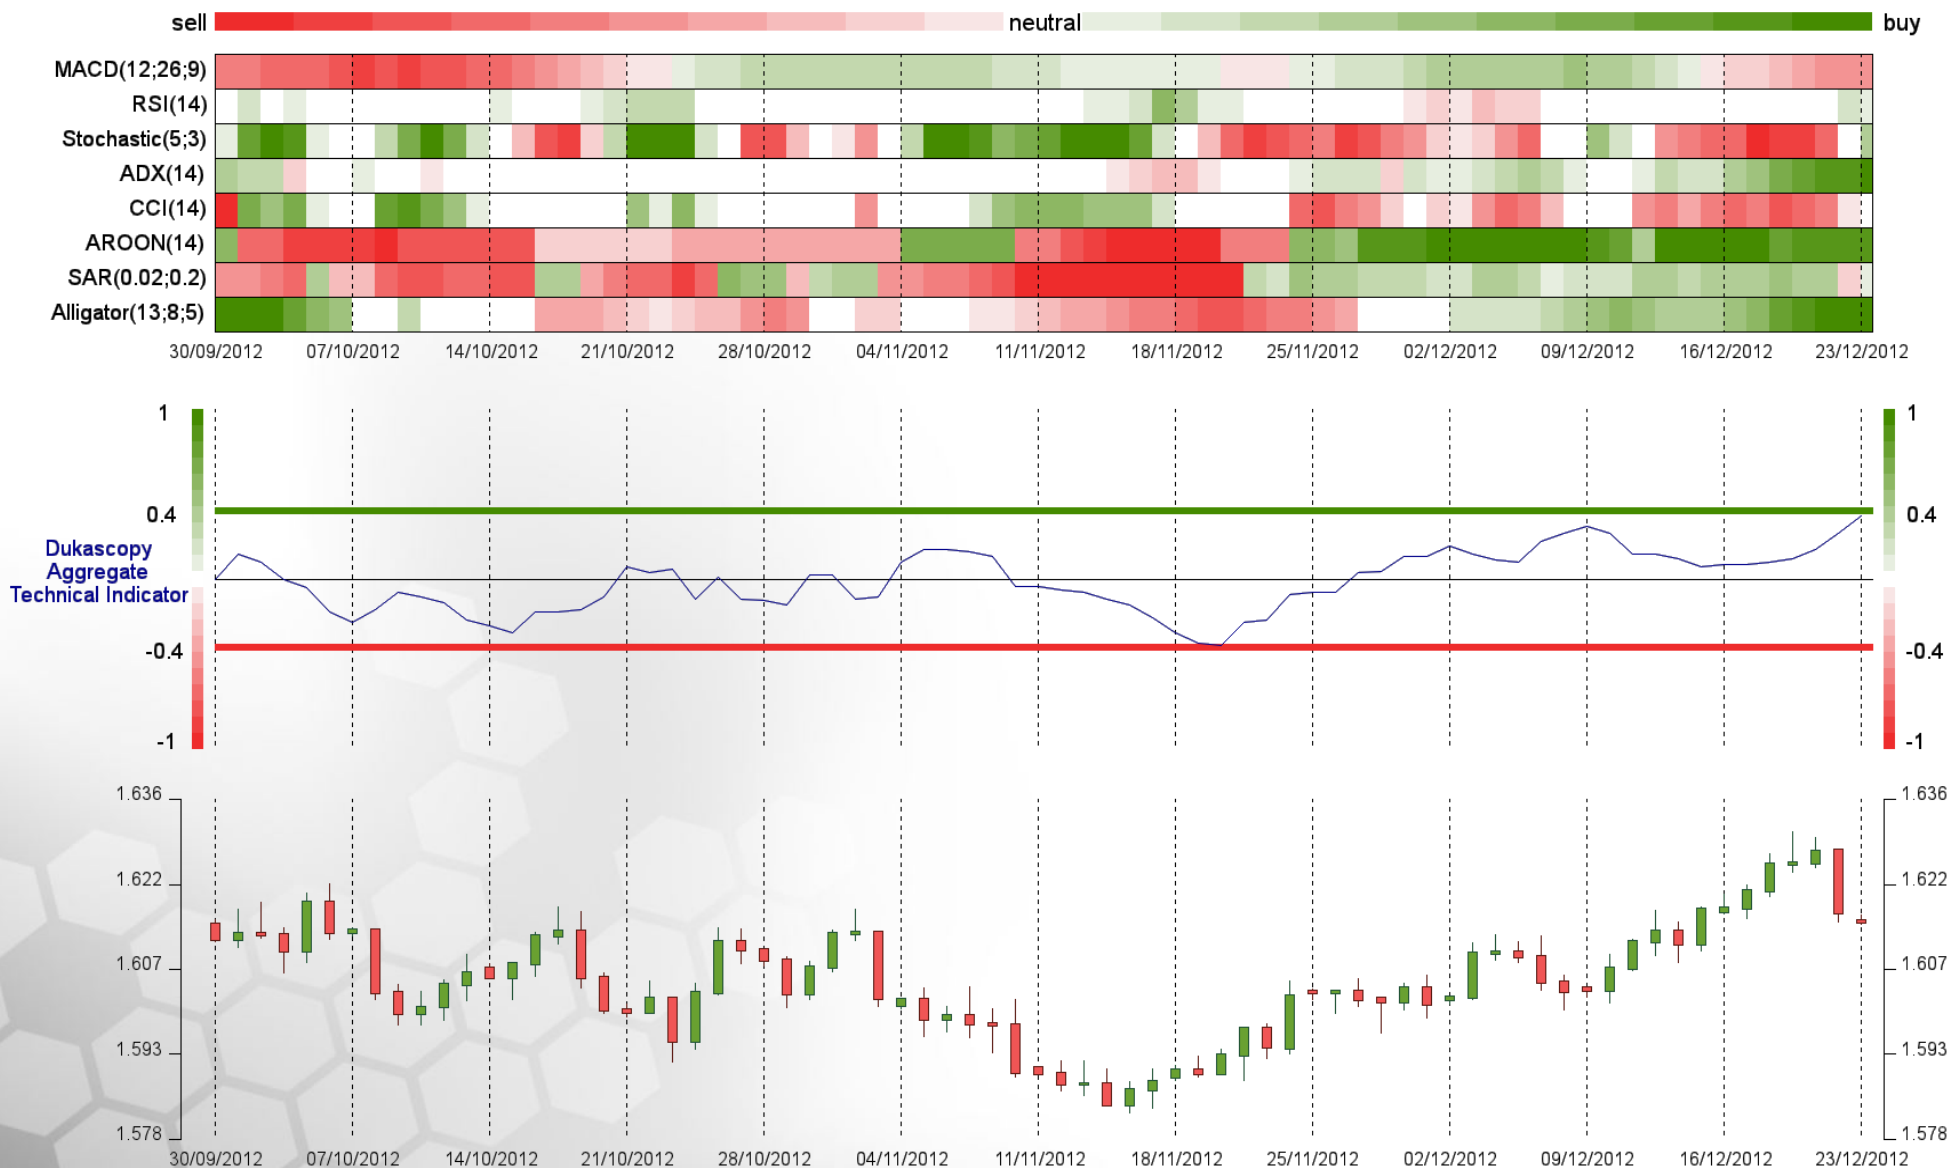 sell neutral buy
MACD(12;26;9)
RSI(14)
Stochastic(5;3)
ADX(14)
CCI(14)
AROON(14)
SAR(0.02;0.2)
Alligator(13;8;5)
30/09/2012 07/10/2012 14/10/2012 21/10/2012 28/10/2012 04/11/2012 11/11/2012 18/11/2012 25/11/2012 02/12/2012 09/12/2012 16/12/2012 23/12/2012
1 1
0.4 0.4
Dukascopy
Aggregate
Technical Indicator
-0.4 -0.4
-1 -1
1.636 1.636
1.622 1.622
1.607 1.607
1.593 1.593
1.578 1.578
30/09/2012 07/10/2012 14/10/2012 21/10/2012 28/10/2012 04/11/2012 11/11/2012 18/11/2012 25/11/2012 02/12/2012 09/12/2012 16/12/2012 23/12/2012